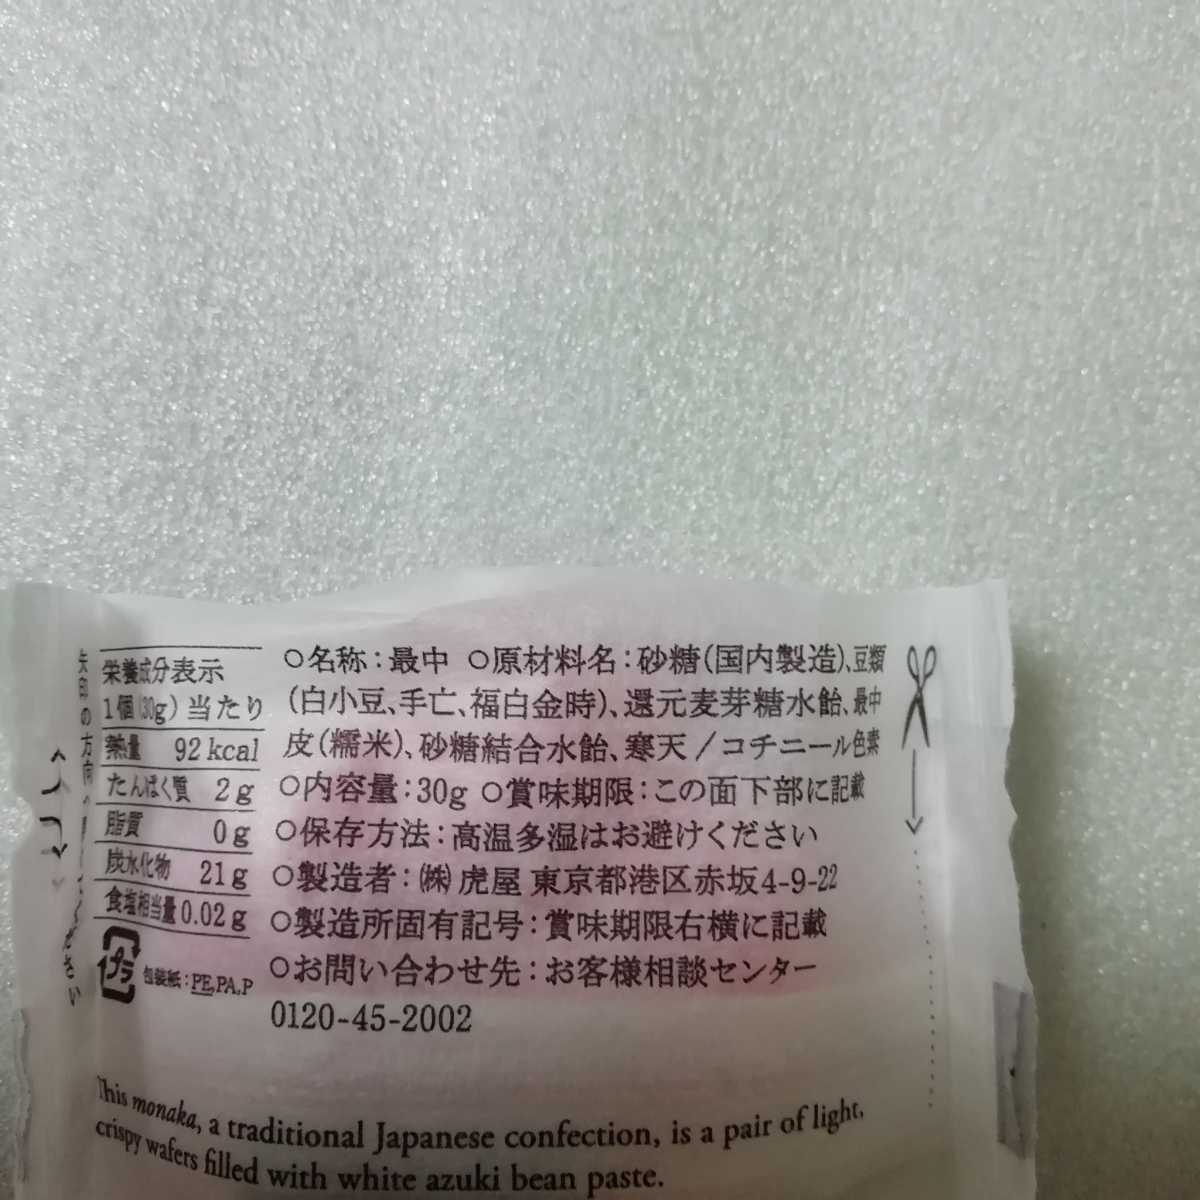 栄養成分表示
1個(30g)当たり
熱量 92kcal
たんぱく質 2g
脂質 0g
炭水化物 21g
食塩相当量 0.02g
プラ
包装紙:PE,PA,P
○名称:最中 ○原材料名:砂糖(国内製造)、豆類
(白小豆、手亡、福白金時)、還元麦芽糖水飴、最中
皮(糯米)、砂糖結合水飴、寒天/コチニール色素
○内容量:30g ○賞味期限:この面下部に記載
○保存方法:高温多湿はお避けください
○製造者:㈱虎屋 東京都港区赤坂4-9-22
○製造所固有記号:賞味期限右横に記載
○お問い合わせ先:お客様相談センター
0120-45-2002
This monaka, a traditional Japanese confection, is a pair of light,
crispy wafers filled with white azuki bean paste.
矢印の方向
ださい